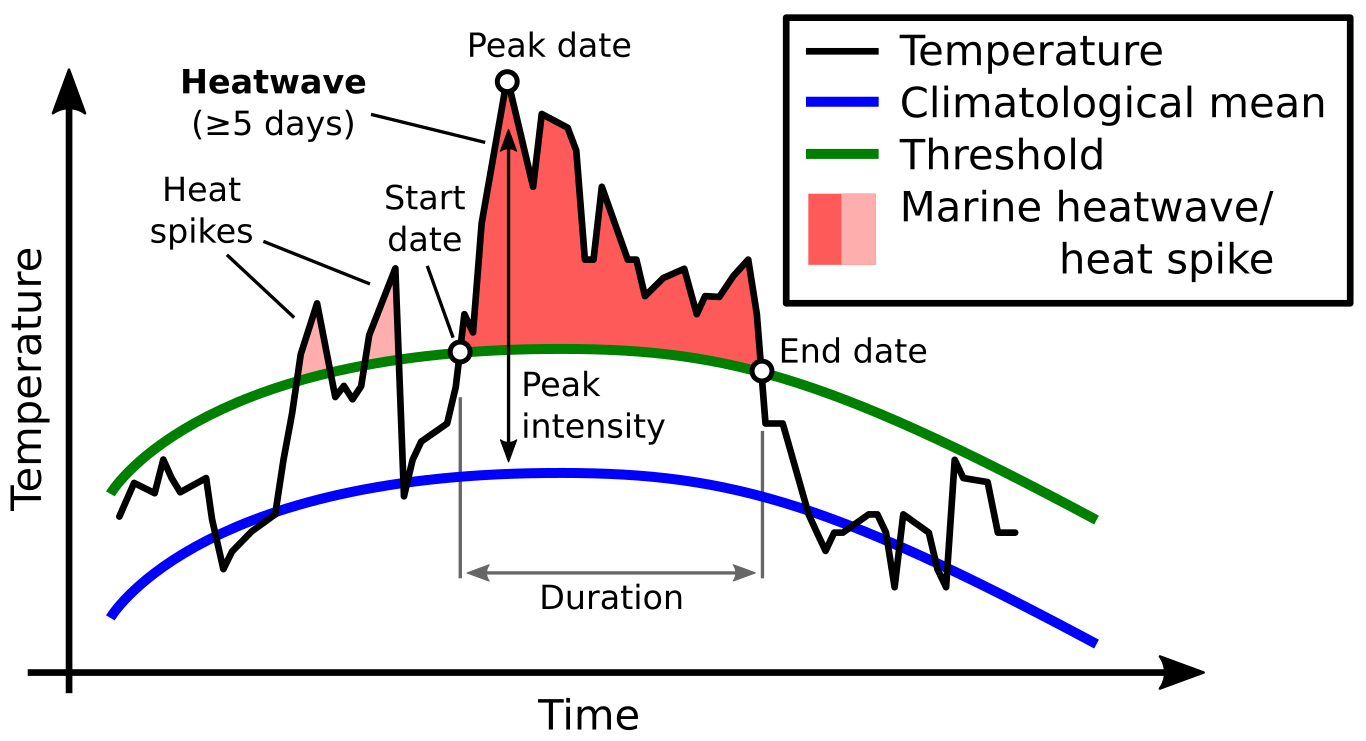 Peak date
Heatwave
(≥5 days)
Heat
spikes
Start
date
End date
Peak
intensity
Duration
Temperature
Time
Temperature
Climatological mean
Threshold
Marine heatwave/
heat spike